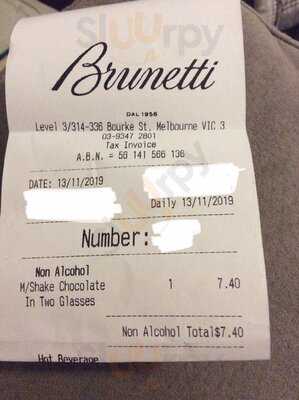 Sluurpy
Brunetti
DAL 1956
Level 3/314-336 Bourke St. Melbourne VIC 3
03-9347 2801
Tax Invoice
A.B.N. = 50 141 566 136
DATE: 13/11/2019
Daily 13/11/2019
Number:
Non Alcohol
M/Shake Chocolate 1 7.40
In Two Glasses
Non Alcohol Total$7.40
Hot Beverage